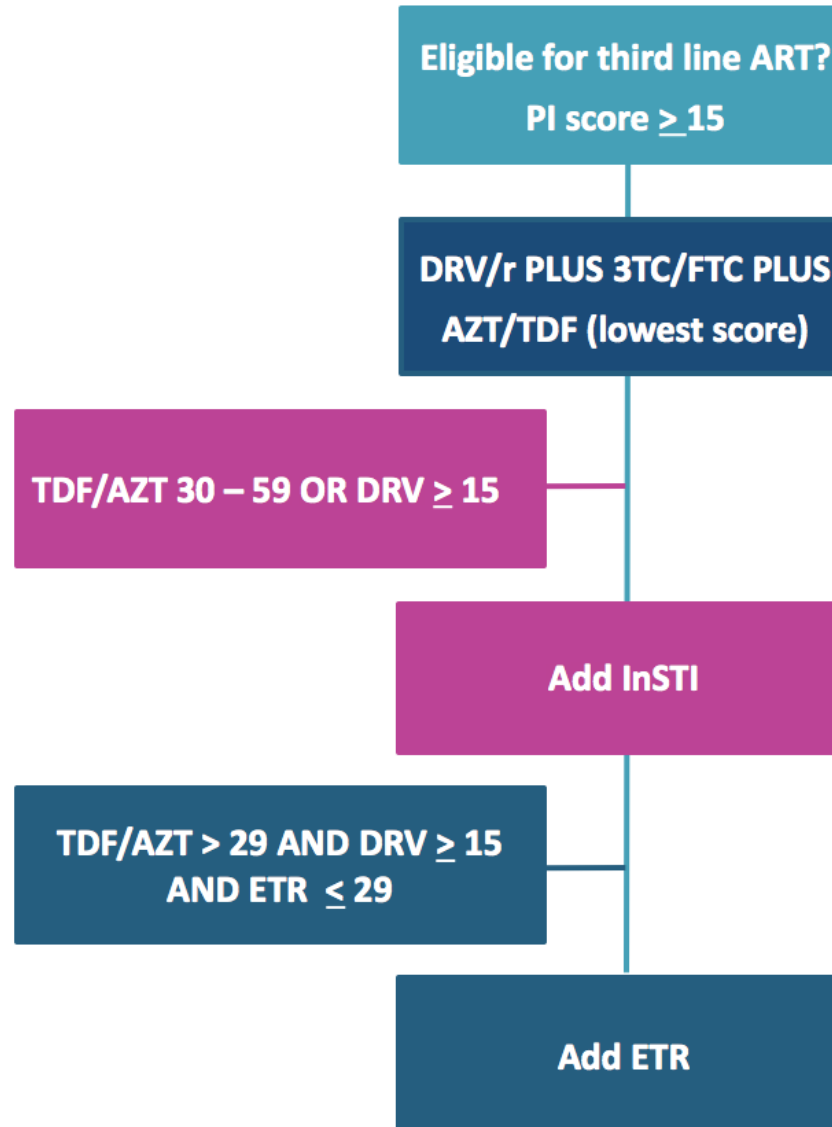 Eligible for third line ART?
PI score ≥ 15
DRV/r PLUS 3TC/FTC PLUS
AZT/TDF (lowest score)
TDF/AZT 30 – 59 OR DRV ≥ 15
Add InSTI
TDF/AZT > 29 AND DRV ≥ 15
AND ETR ≤ 29
Add ETR